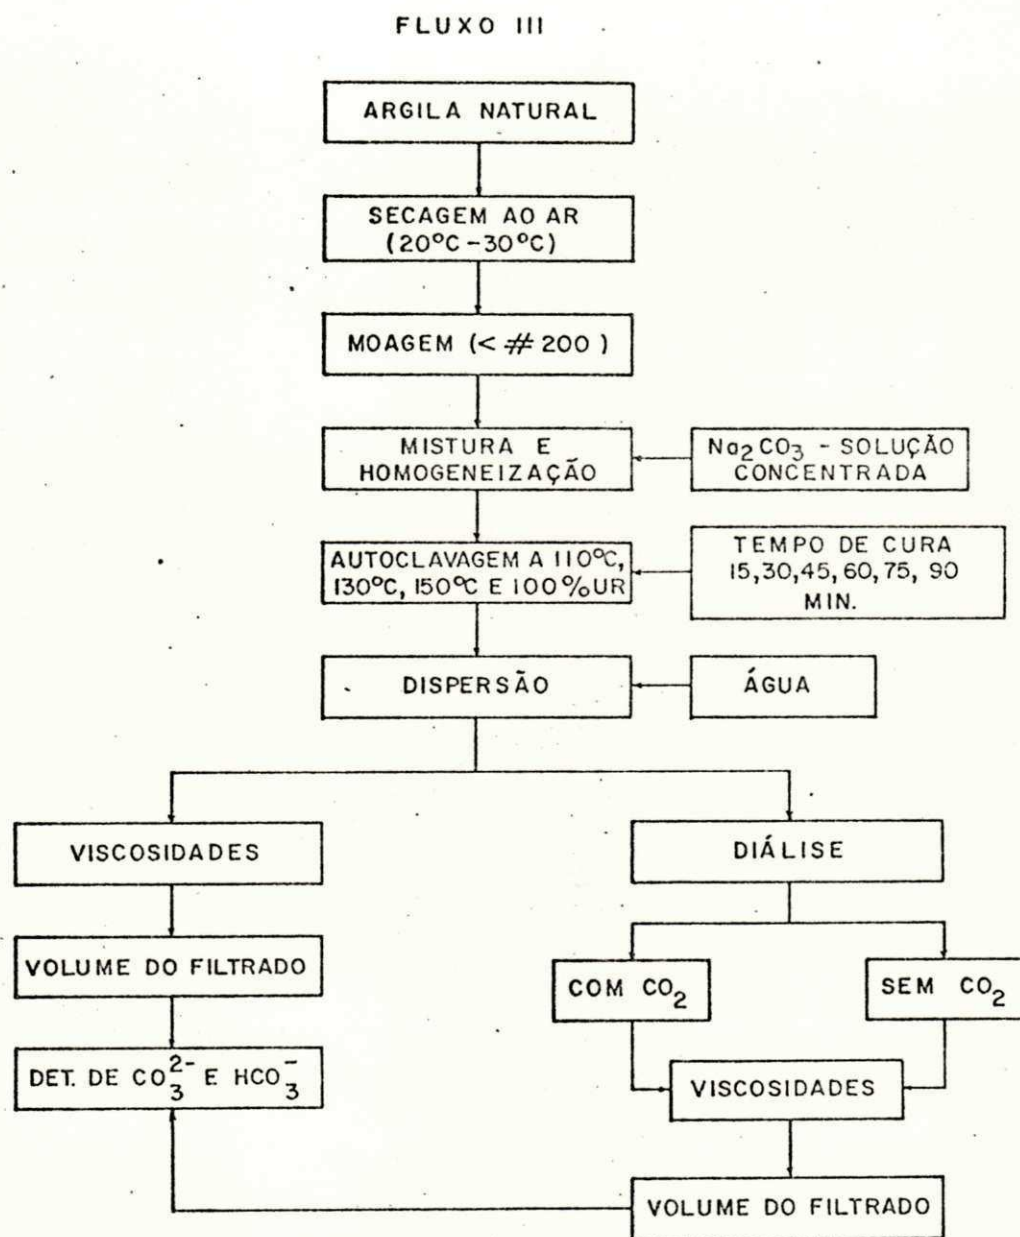 FLUXO III
ARGILA NATURAL
SECAGEM AO AR
(20°C-30°C)
MOAGEM (< # 200 )
MISTURA E
HOMOGENEIZAÇÃO
Na₂CO₃ - SOLUÇÃO
CONCENTRADA
AUTOCLAVAGEM A 110°C,
130°C, 150°C E 100%UR
TEMPO DE CURA
15,30,45,60,75, 90
MIN.
DISPERSÃO
ÁGUA
VISCOSIDADES
DIÁLISE
VOLUME DO FILTRADO
COM CO₂
SEM CO₂
DET. DE CO₃²⁻ E HCO₃⁻
VISCOSIDADES
VOLUME DO FILTRADO